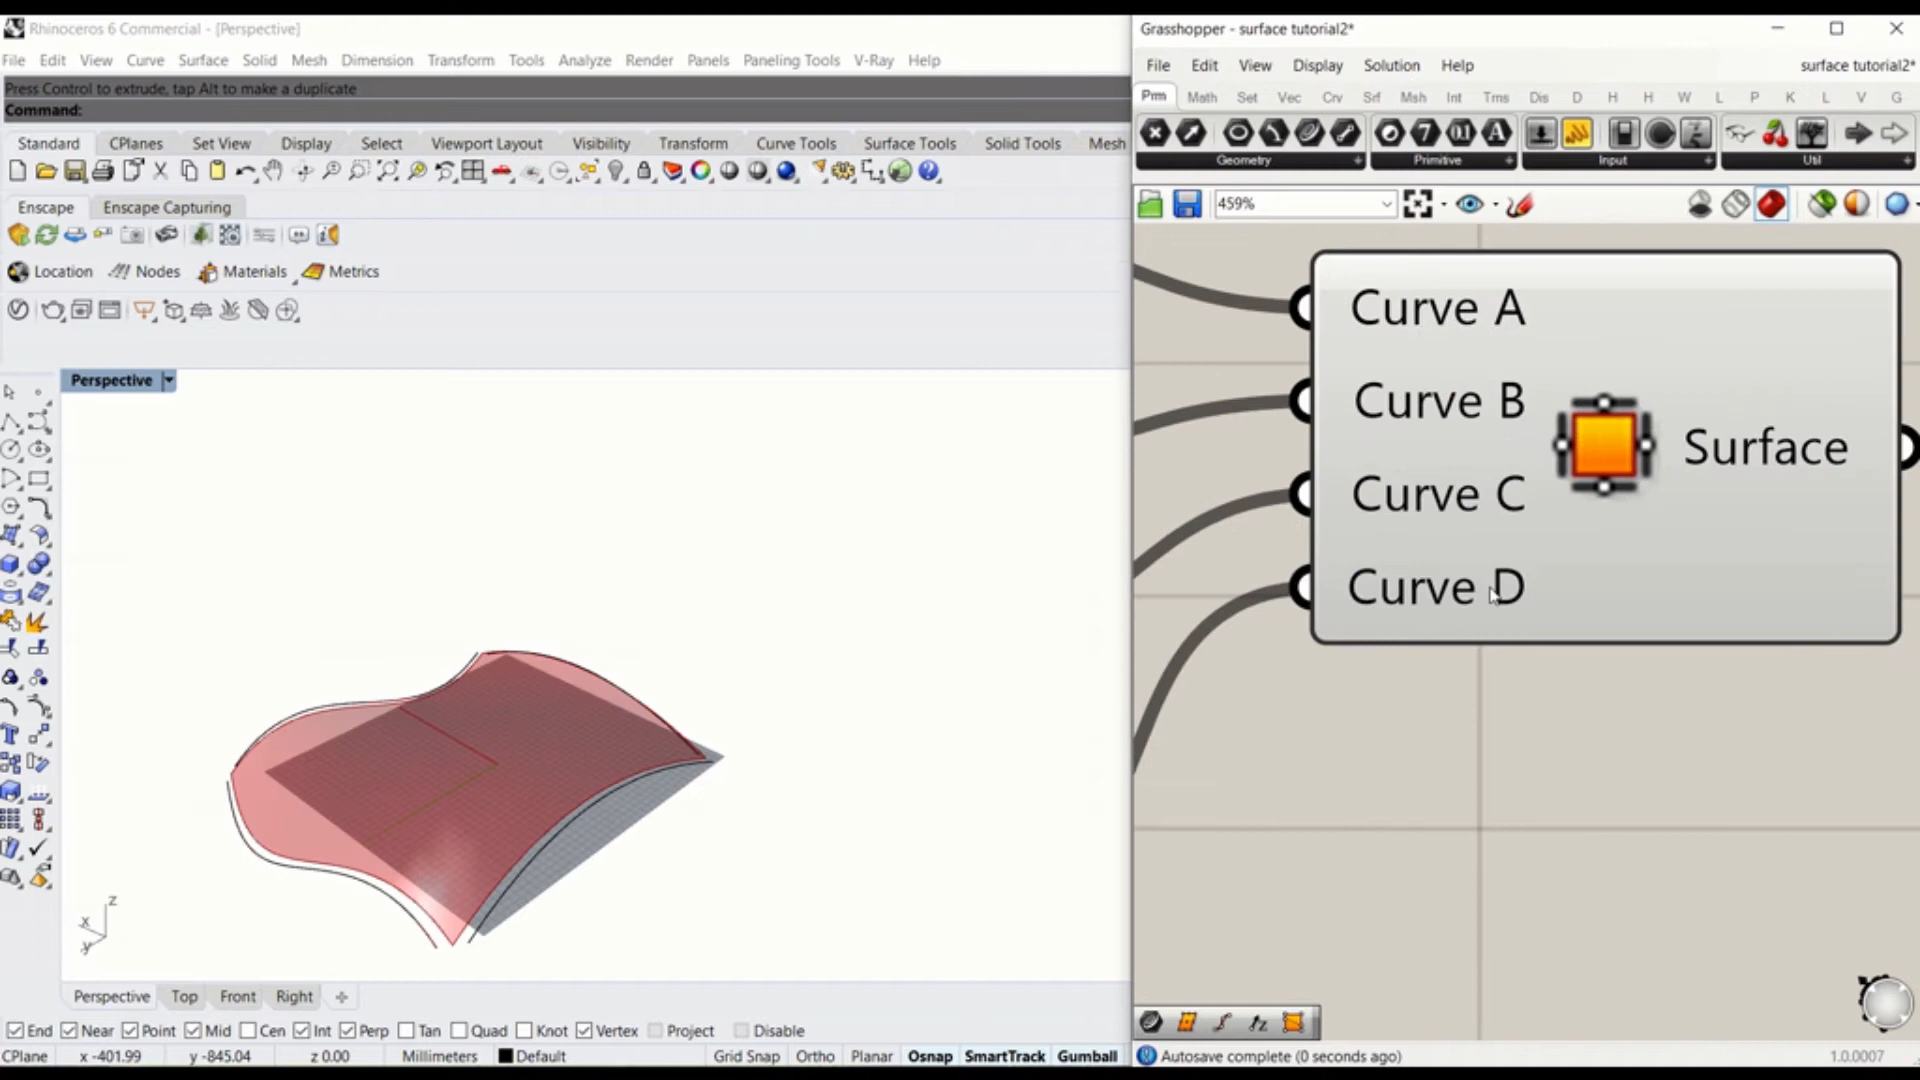 Rhinoceros 6 Commercial - [Perspective]
File Edit View Curve Surface Solid Mesh Dimension Transform Tools Analyze Render Panels Paneling Tools V-Ray Help
Press Control to extrude, tap Alt to make a duplicate
Command:
Standard CPlanes Set View Display Select Viewport Layout Visibility Transform Curve Tools Surface Tools Solid Tools Mesh
Enscape Enscape Capturing
Location Nodes Materials Metrics
Perspective
z
x
y
Perspective Top Front Right
End Near Point Mid Cen Int Perp Tan Quad Knot Vertex Project Disable
CPlane x -401.99 y -845.04 z 0.00 Millimeters Default Grid Snap Ortho Planar Osnap SmartTrack Gumball
Grasshopper - surface tutorial2*
File Edit View Display Solution Help surface tutorial2*
Prm Math Set Vec Crv Srf Msh Int Trns Dis D H H W L P K L V G
Geometry Primitive Input Util
459%
Curve A
Curve B
Surface
Curve C
Curve D
Autosave complete (0 seconds ago) 1.0.0007